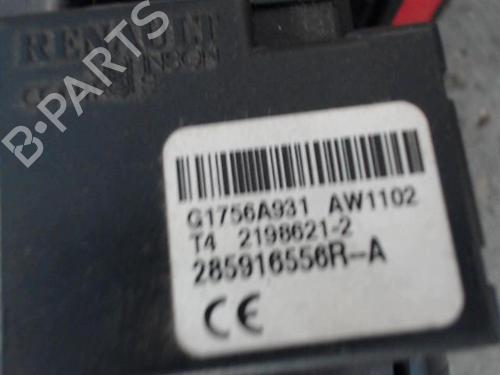 RENAULT
B-PARTS
G1756A931 AW1102
T4 2198621-2
285916556R-A
CE